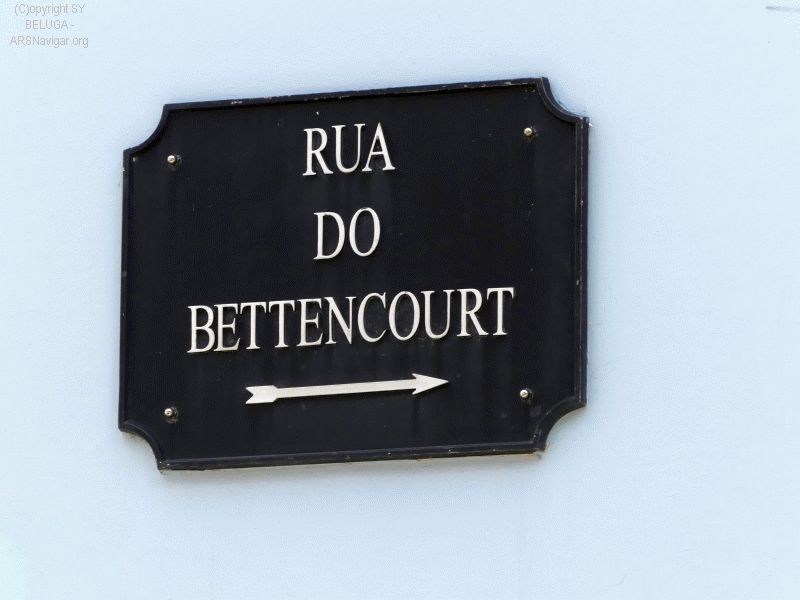 (C)opyright SY
BELUGA -
ARSNavigar.org
RUA
DO
BETTENCOURT